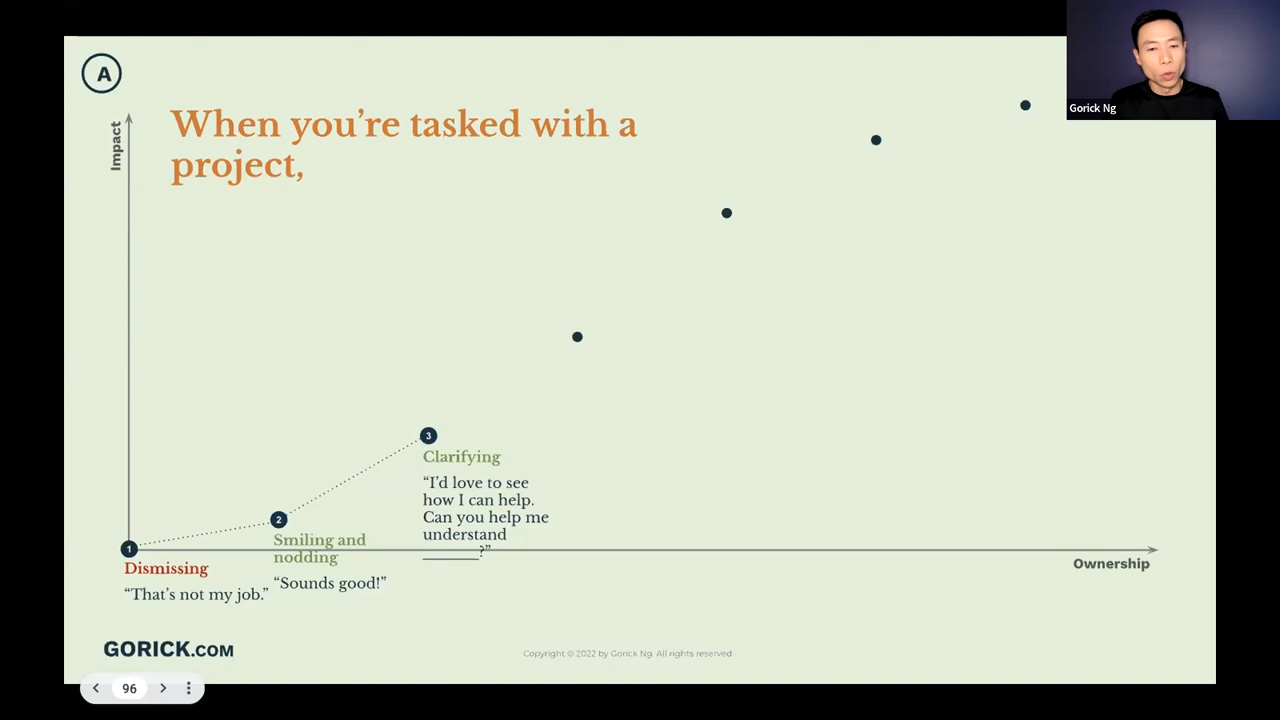 A
Gorick Ng
When you’re tasked with a
project,
Impact
3
Clarifying
“I’d love to see
how I can help.
Can you help me
understand
_______?”
2
Smiling and
nodding
“Sounds good!”
1
Dismissing
“That’s not my job.”
Ownership
GORICK.COM
Copyright © 2022 by Gorick Ng. All rights reserved
96